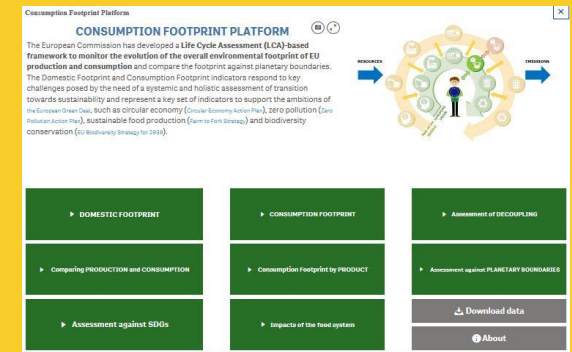 Consumption Footprint Platform
CONSUMPTION FOOTPRINT PLATFORM
The European Commission has developed a Life Cycle Assessment (LCA)-based
framework to monitor the evolution of the overall environmental footprint of EU
production and consumption and compare the footprint against planetary boundaries.
The Domestic Footprint and Consumption Footprint indicators respond to key
challenges posed by the need of a systemic and holistic assessment of transition
towards sustainability and represent a key set of indicators to support the ambitions of
the European Green Deal, such as circular economy (Circular Economy Action Plan), zero pollution (Zero
Pollution Action Plan), sustainable food production (Farm to Fork Strategy) and biodiversity
conservation (EU Biodiversity Strategy for 2030).
RESOURCES
EMISSIONS
DOMESTIC FOOTPRINT
CONSUMPTION FOOTPRINT
Assessment of DECOUPLING
Comparing PRODUCTION and CONSUMPTION
Consumption Footprint by PRODUCT
Assessment against PLANETARY BOUNDARIES
Assessment against SDGs
Impacts of the food system
Download data
About